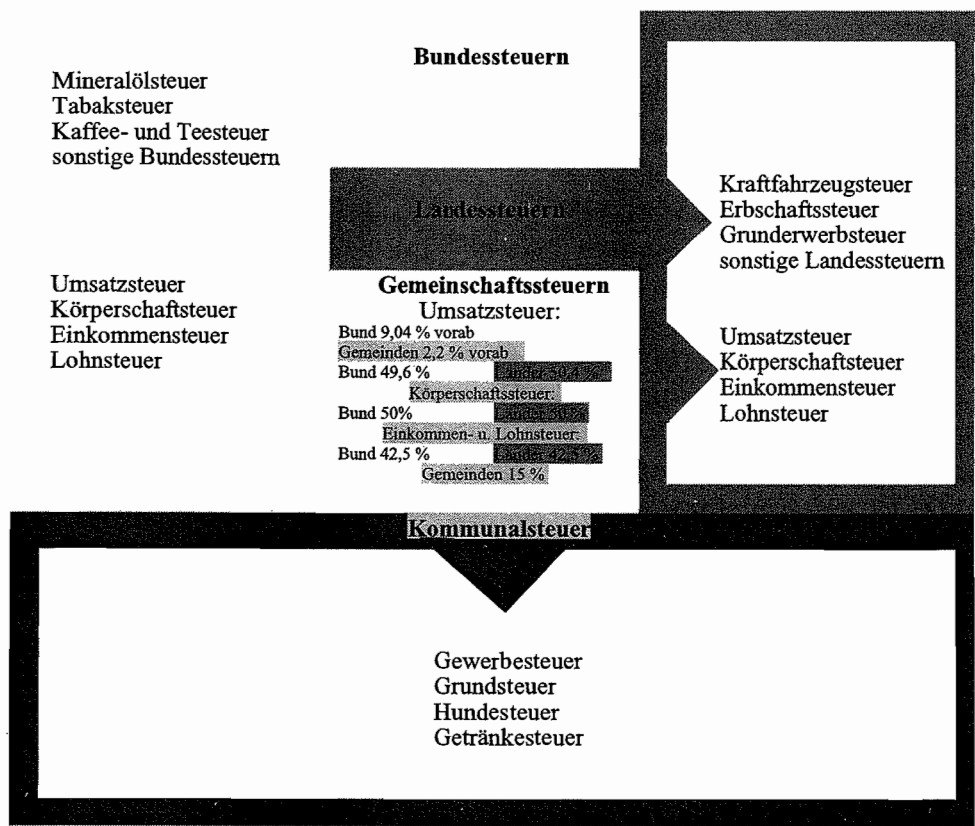 Bundessteuern
Mineralölsteuer
Tabaksteuer
Kaffee- und Teesteuer
sonstige Bundessteuern
Landessteuern
Kraftfahrzeugsteuer
Erbschaftssteuer
Grunderwerbsteuer
sonstige Landessteuern
Umsatzsteuer
Körperschaftsteuer
Einkommensteuer
Lohnsteuer
Gemeinschaftssteuern
Umsatzsteuer:
Bund 9,04 % vorab
Gemeinden 2,2 % vorab
Bund 49,6 % Länder 50,4 %
Körperschaftssteuer:
Bund 50% Länder 50 %
Einkommen- u. Lohnsteuer:
Bund 42,5 % Länder 42,5 %
Gemeinden 15 %
Umsatzsteuer
Körperschaftsteuer
Einkommensteuer
Lohnsteuer
Kommunalsteuer
Gewerbesteuer
Grundsteuer
Hundesteuer
Getränkesteuer